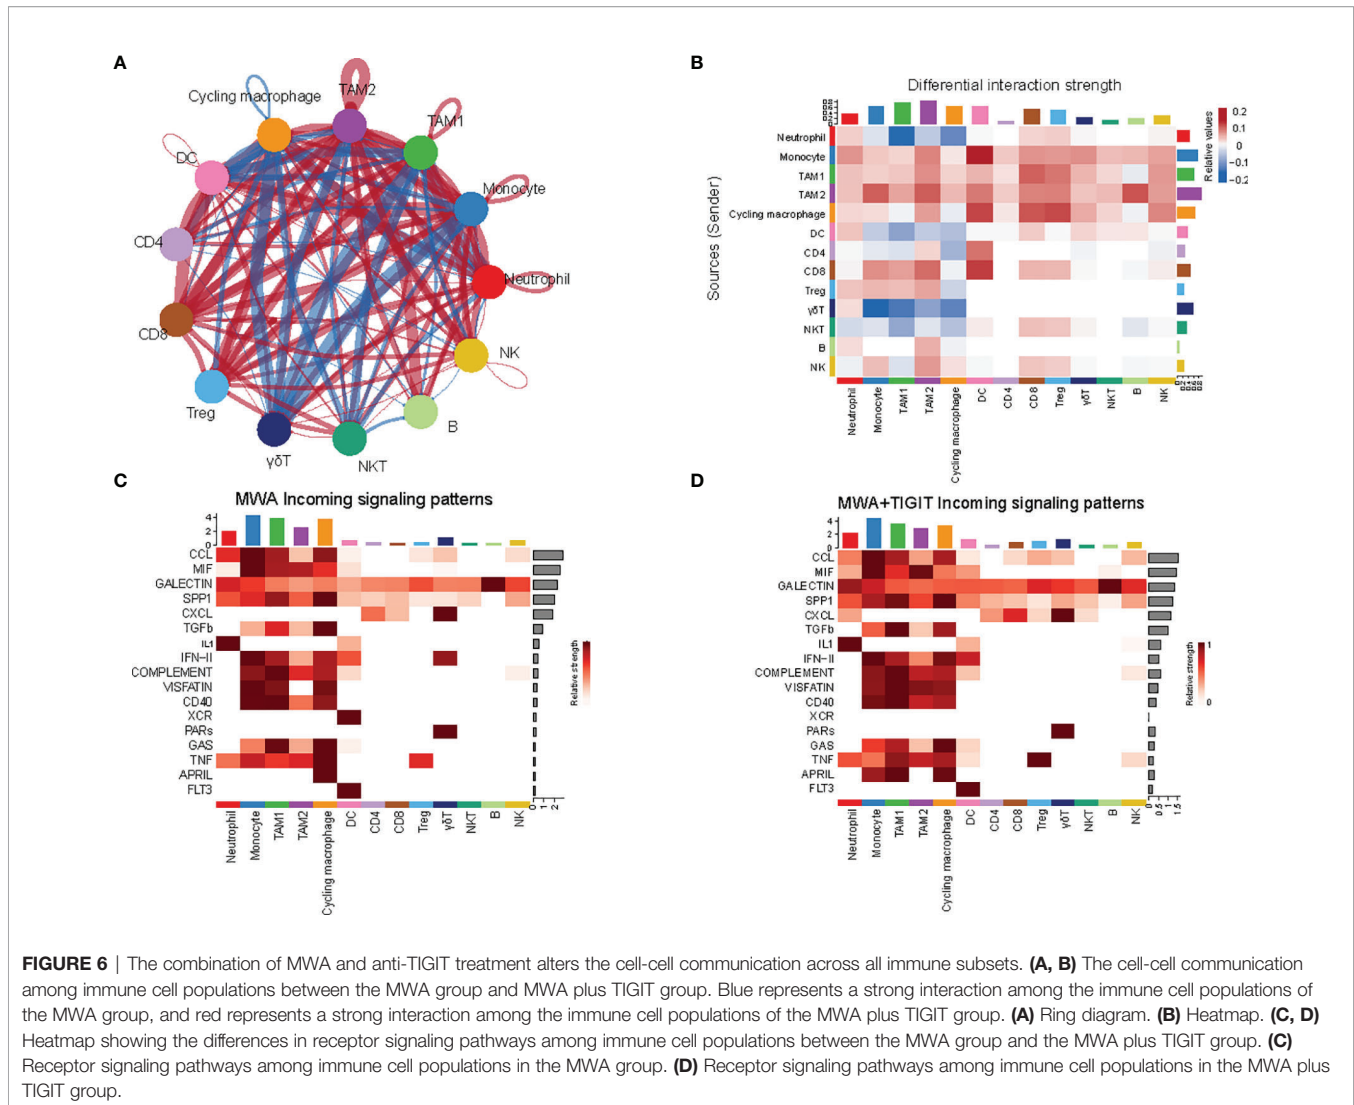 A
Cycling macrophage
TAM2
TAM1
Monocyte
Neutrophil
NK
B
NKT
γδT
Treg
CD8
CD4
DC
B
Differential interaction strength
Sources (Sender)
Neutrophil
Monocyte
TAM1
TAM2
Cycling macrophage
DC
CD4
CD8
Treg
γδT
NKT
B
NK
Neutrophil
Monocyte
TAM1
TAM2
Cycling macrophage
DC
CD4
CD8
Treg
γδT
NKT
B
NK
Relative values
0.2
0.1
0
−0.1
−0.2
C
MWA Incoming signaling patterns
4
2
0
CCL
MIF
GALECTIN
SPP1
CXCL
TGFb
IL1
IFN−II
COMPLEMENT
VISFATIN
CD40
XCR
PARs
GAS
TNF
APRIL
FLT3
Neutrophil
Monocyte
TAM1
TAM2
Cycling macrophage
DC
CD4
CD8
Treg
γδT
NKT
B
NK
0
1
2
Relative strength
D
MWA+TIGIT Incoming signaling patterns
4
2
0
CCL
MIF
GALECTIN
SPP1
CXCL
TGFb
IL1
IFN−II
COMPLEMENT
VISFATIN
CD40
XCR
PARs
GAS
TNF
APRIL
FLT3
Neutrophil
Monocyte
TAM1
TAM2
Cycling macrophage
DC
CD4
CD8
Treg
γδT
NKT
B
NK
0
0.5
1
1.5
Relative strength
1
0
FIGURE 6 | The combination of MWA and anti-TIGIT treatment alters the cell-cell communication across all immune subsets. (A, B) The cell-cell communication
among immune cell populations between the MWA group and MWA plus TIGIT group. Blue represents a strong interaction among the immune cell populations of
the MWA group, and red represents a strong interaction among the immune cell populations of the MWA plus TIGIT group. (A) Ring diagram. (B) Heatmap. (C, D)
Heatmap showing the differences in receptor signaling pathways among immune cell populations between the MWA group and the MWA plus TIGIT group. (C)
Receptor signaling pathways among immune cell populations in the MWA group. (D) Receptor signaling pathways among immune cell populations in the MWA plus
TIGIT group.